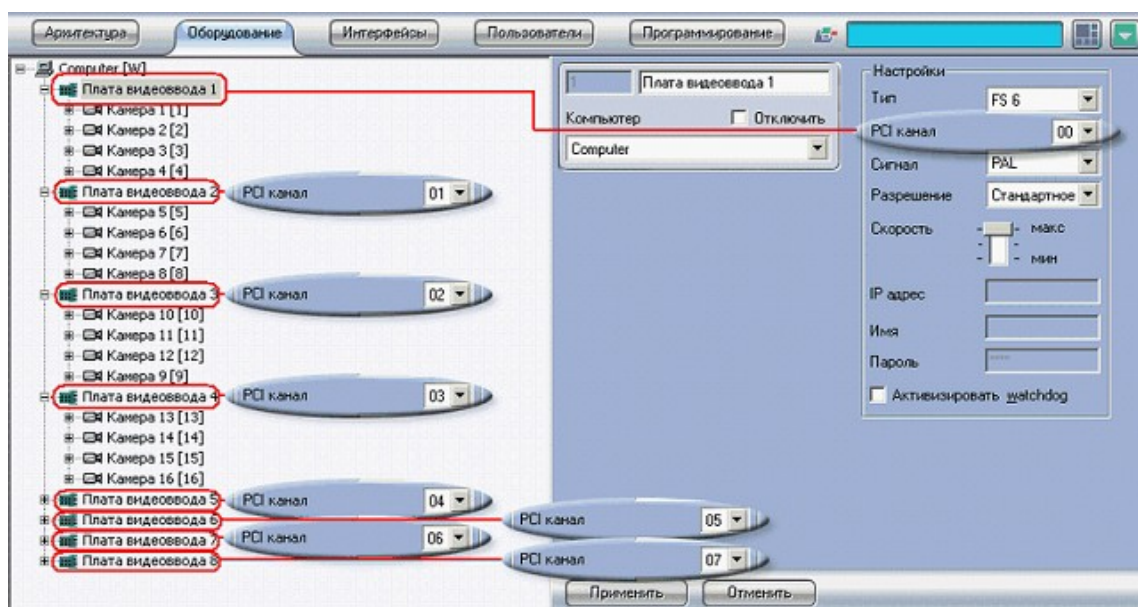 Архитектура Оборудование Интерфейсы Пользователи Программирование
Computer [W]
Плата видеоввода 1
Камера 1 [1]
Камера 2 [2]
Камера 3 [3]
Камера 4 [4]
Плата видеоввода 2 PCI канал 01
Камера 5 [5]
Камера 6 [6]
Камера 7 [7]
Камера 8 [8]
Плата видеоввода 3 PCI канал 02
Камера 10 [10]
Камера 11 [11]
Камера 12 [12]
Камера 9 [9]
Плата видеоввода 4 PCI канал 03
Камера 13 [13]
Камера 14 [14]
Камера 15 [15]
Камера 16 [16]
Плата видеоввода 5 PCI канал 04
Плата видеоввода 6 PCI канал 05
Плата видеоввода 7 PCI канал 06
Плата видеоввода 8 PCI канал 07
1 Плата видеоввода 1
Компьютер Отключить
Computer
Настройки
Тип FS 6
PCI канал 00
Сигнал PAL
Разрешение Стандартное
Скорость макс
мин
IP адрес
Имя
Пароль ****
Активизировать watchdog
Применить Отменить